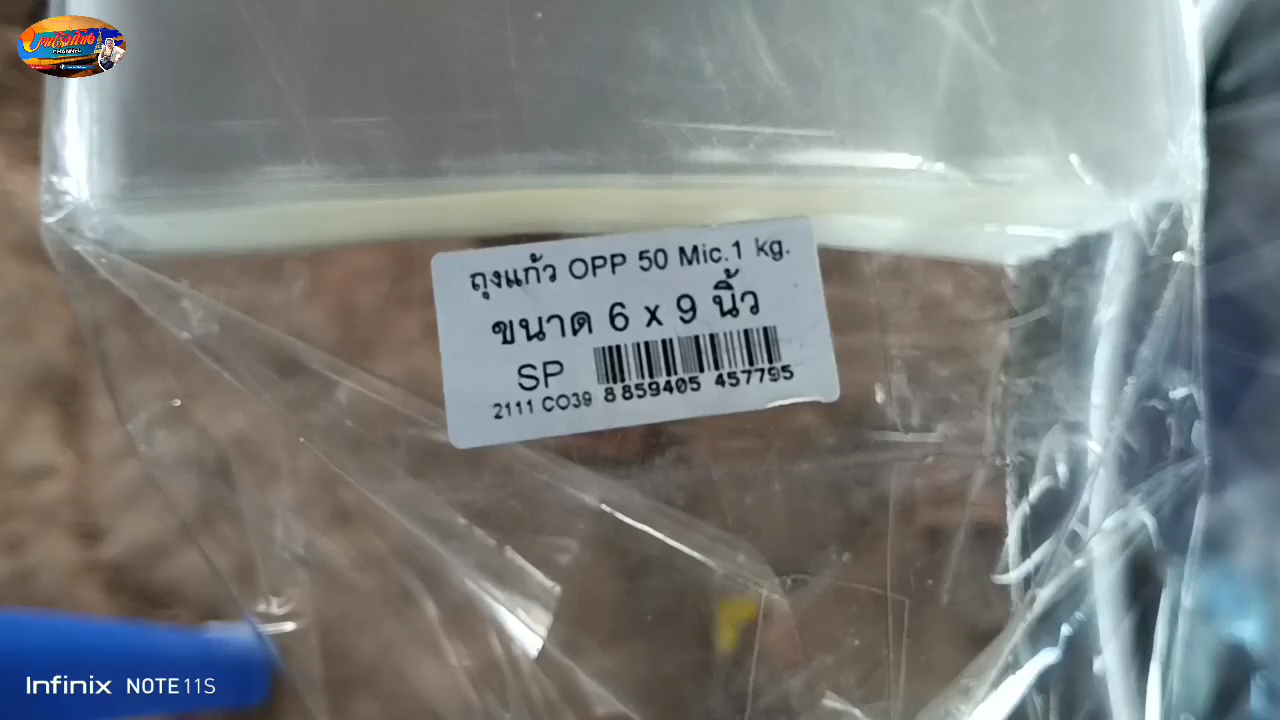 CHANNEL
ถุงแก้ว OPP 50 Mic.1 kg.
ขนาด 6 x 9 นิ้ว
SP
2111 CO39 8 859405 457795
Infinix NOTE 11S